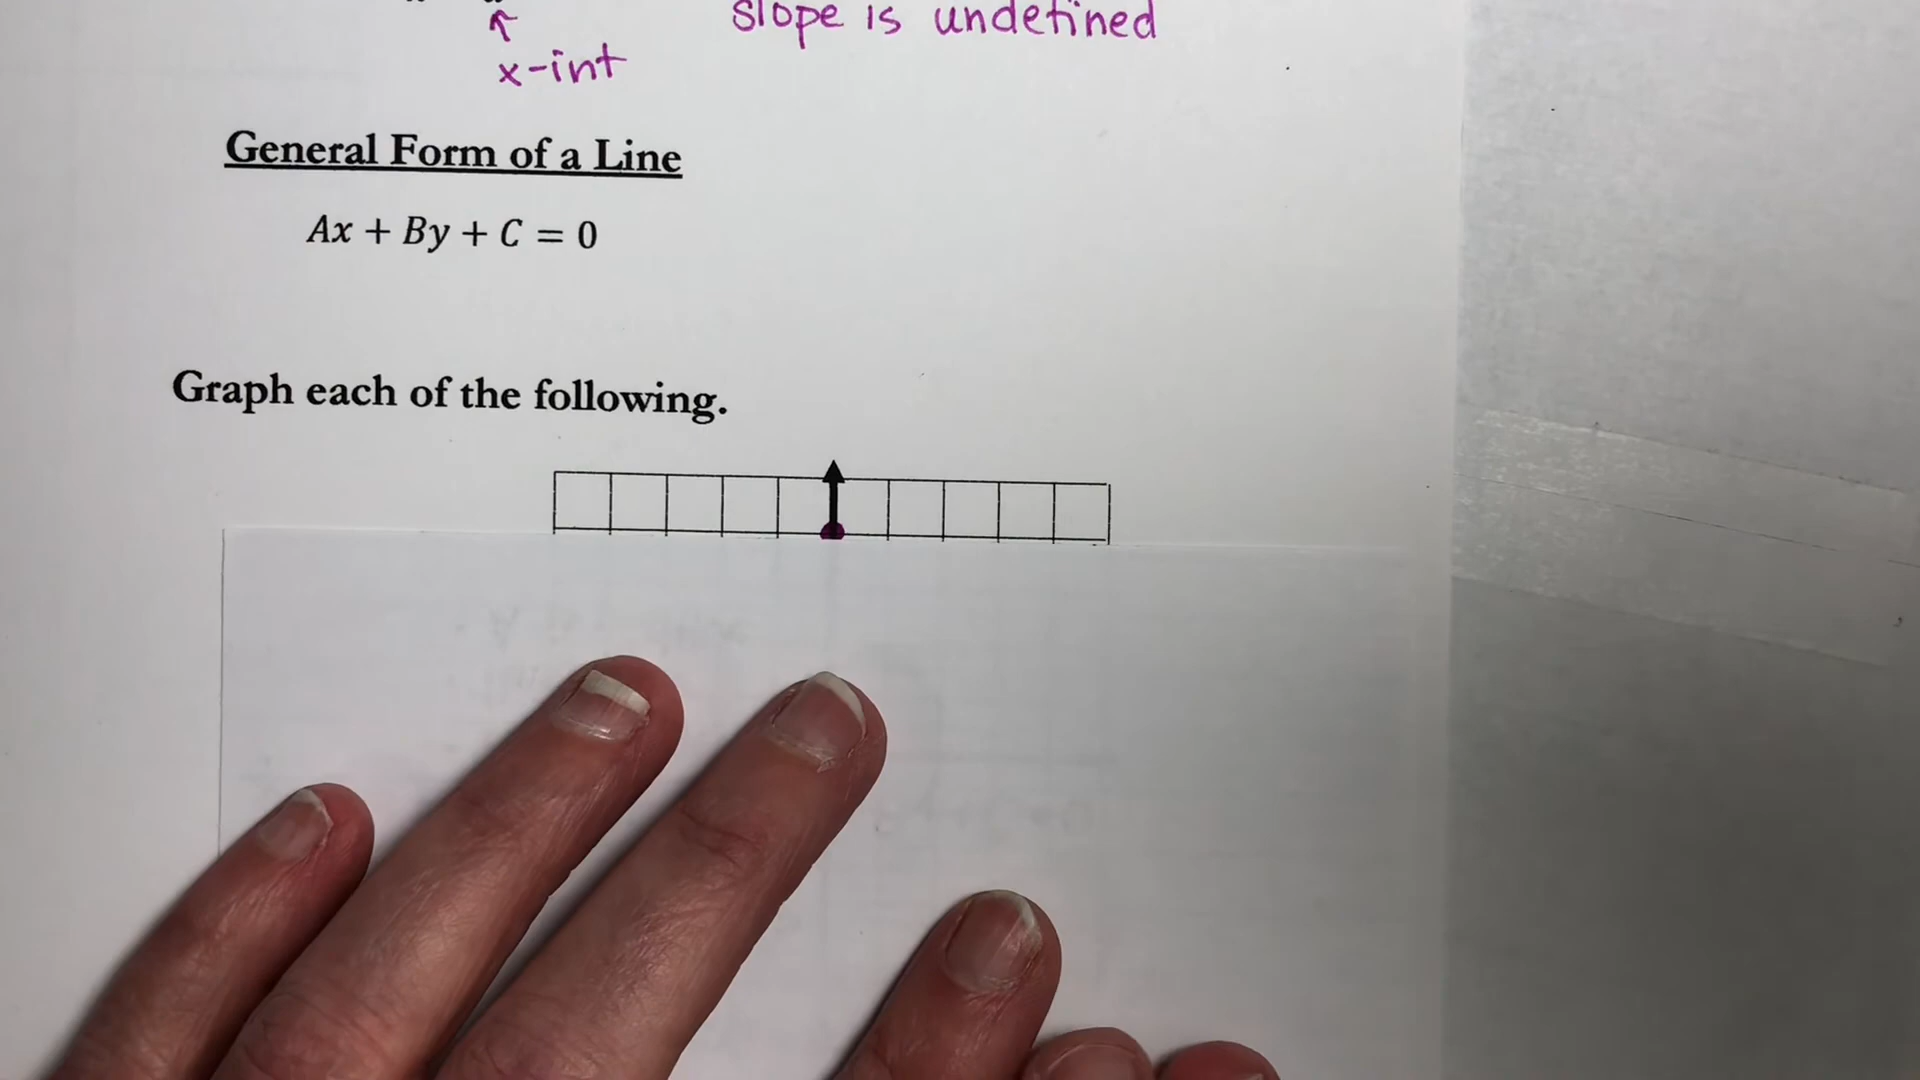 slope is undefined
x-int
General Form of a Line
Ax + By + C = 0
Graph each of the following.